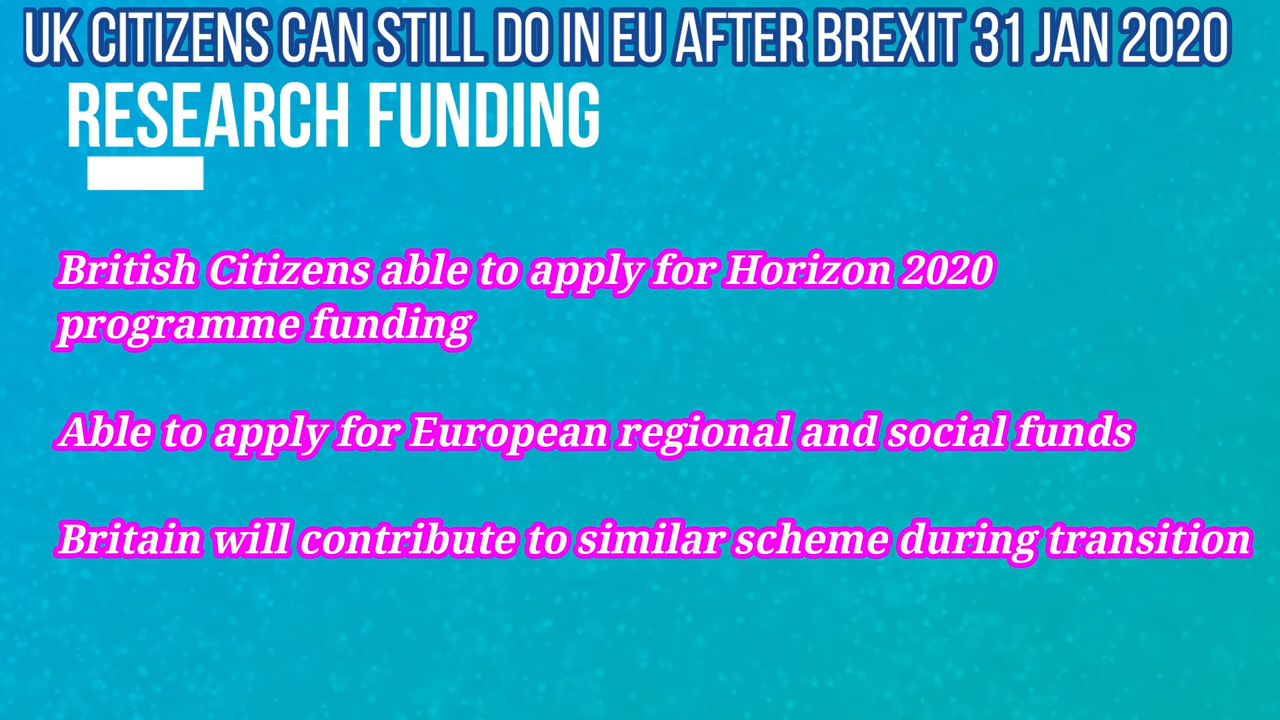 UK CITIZENS CAN STILL DO IN EU AFTER BREXIT 31 JAN 2020
RESEARCH FUNDING
British Citizens able to apply for Horizon 2020
programme funding
Able to apply for European regional and social funds
Britain will contribute to similar scheme during transition